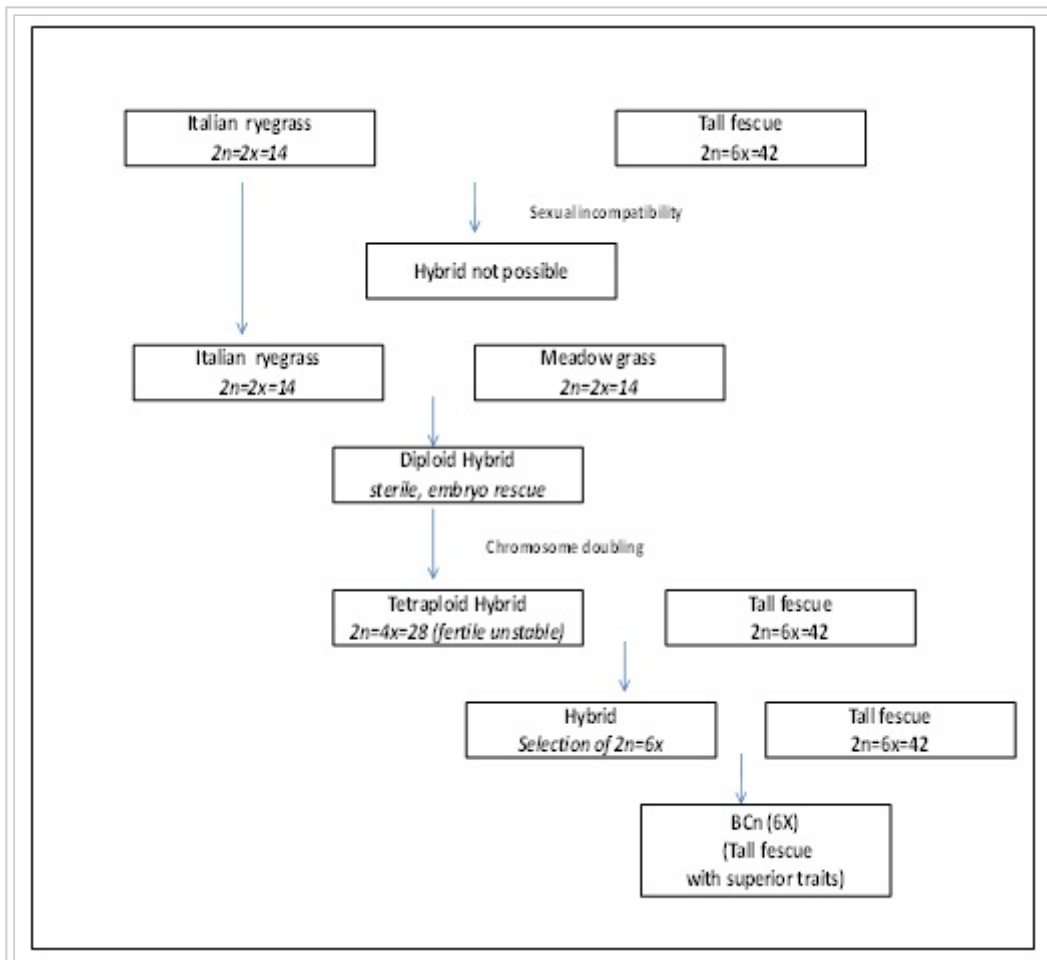 Italian ryegrass
2n=2x=14
Tall fescue
2n=6x=42
Sexual incompatibility
Hybrid not possible
Italian ryegrass
2n=2x=14
Meadow grass
2n=2x=14
Diploid Hybrid
sterile, embryo rescue
Chromosome doubling
Tetraploid Hybrid
2n=4x=28 (fertile unstable)
Tall fescue
2n=6x=42
Hybrid
Selection of 2n=6x
Tall fescue
2n=6x=42
BCn (6X)
(Tall fescue
with superior traits)